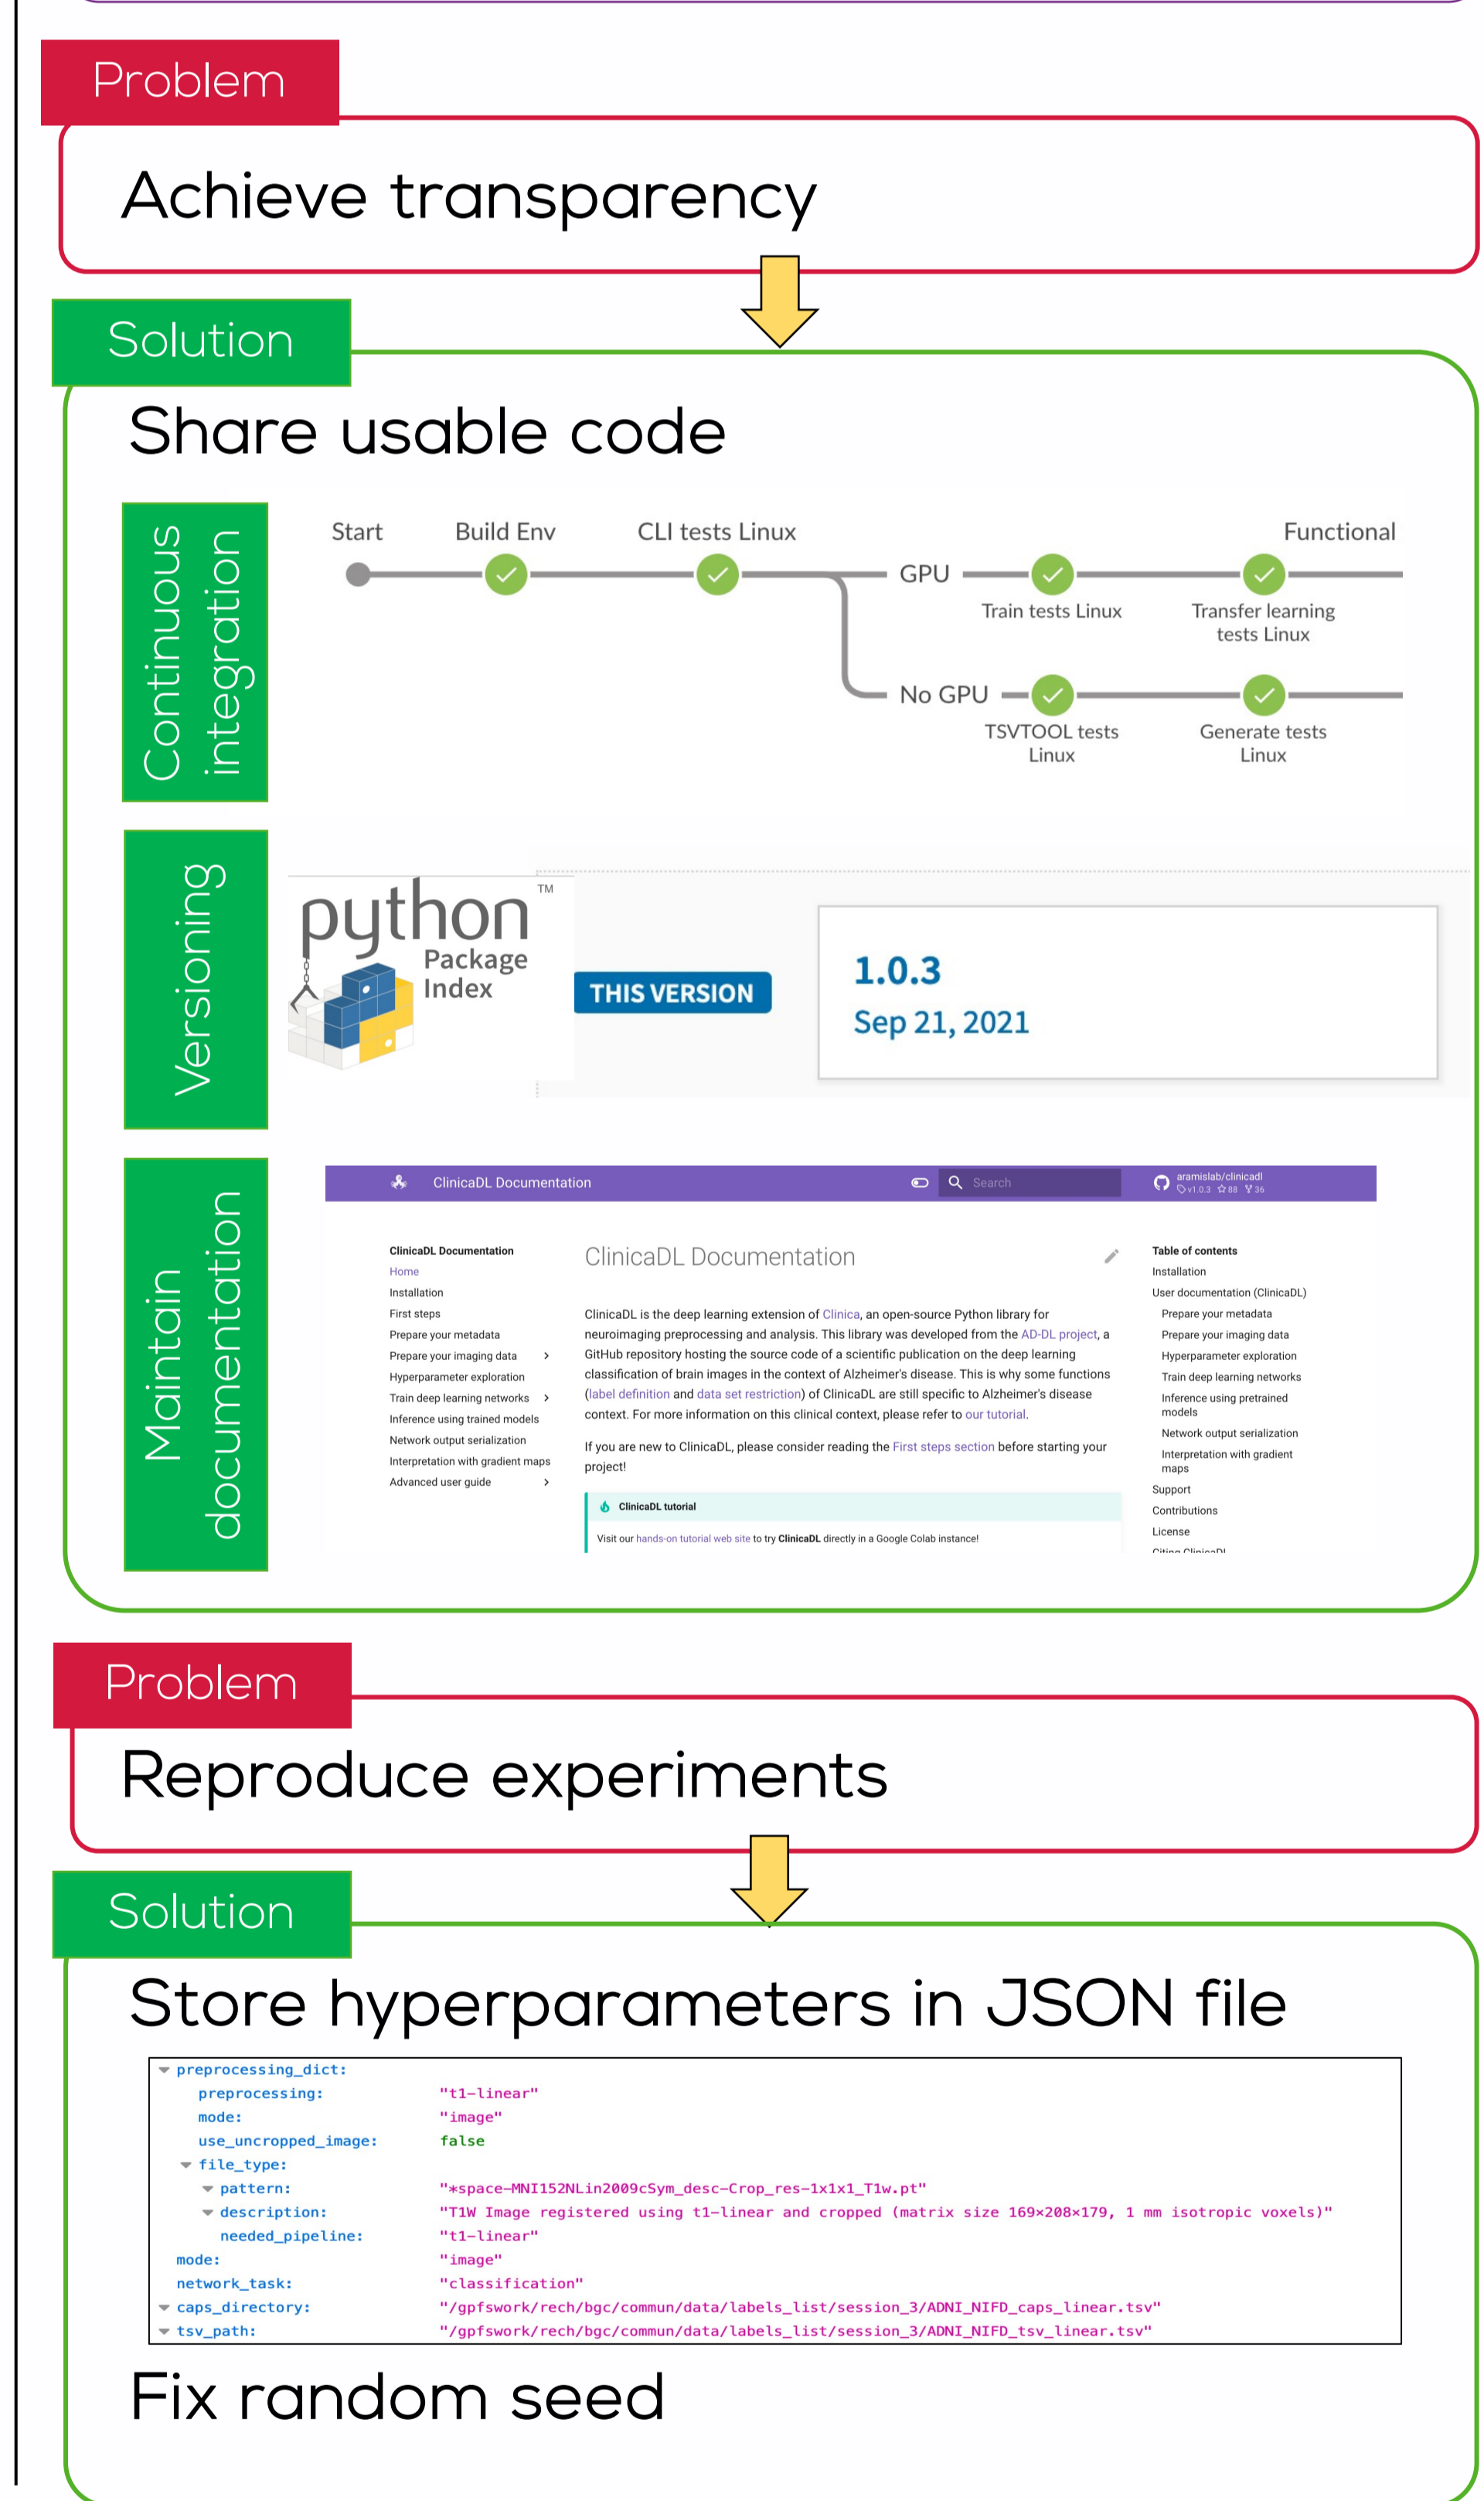 Problem
Achieve transparency
Solution
Share usable code
Continuous
integration
Start
Build Env
CLI tests Linux
Functional
GPU
Train tests Linux
Transfer learning
tests Linux
No GPU
TSVTOOL tests
Linux
Generate tests
Linux
Versioning
python
TM
Package
Index
THIS VERSION
1.0.3
Sep 21, 2021
Maintain
documentation
ClinicaDL Documentation
Search
aramislab/clinicadl
v1.0.3 88 36
ClinicaDL Documentation
Home
Installation
First steps
Prepare your metadata
Prepare your imaging data
Hyperparameter exploration
Train deep learning networks
Inference using trained models
Network output serialization
Interpretation with gradient maps
Advanced user guide
ClinicaDL Documentation
ClinicaDL is the deep learning extension of Clinica, an open-source Python library for
neuroimaging preprocessing and analysis. This library was developed from the AD-DL project, a
GitHub repository hosting the source code of a scientific publication on the deep learning
classification of brain images in the context of Alzheimer's disease. This is why some functions
(label definition and data set restriction) of ClinicaDL are still specific to Alzheimer's disease
context. For more information on this clinical context, please refer to our tutorial.
If you are new to ClinicaDL, please consider reading the First steps section before starting your
project!
ClinicaDL tutorial
Visit our hands-on tutorial web site to try ClinicaDL directly in a Google Colab instance!
Table of contents
Installation
User documentation (ClinicaDL)
Prepare your metadata
Prepare your imaging data
Hyperparameter exploration
Train deep learning networks
Inference using pretrained
models
Network output serialization
Interpretation with gradient
maps
Support
Contributions
License
Citing ClinicaDL
Problem
Reproduce experiments
Solution
Store hyperparameters in JSON file
preprocessing_dict:
preprocessing: "t1-linear"
mode: "image"
use_uncropped_image: false
file_type:
pattern: "*space-MNI152NLin2009cSym_desc-Crop_res-1x1x1_T1w.pt"
description: "T1W Image registered using t1-linear and cropped (matrix size 169×208×179, 1 mm isotropic voxels)"
needed_pipeline: "t1-linear"
mode: "image"
network_task: "classification"
caps_directory: "/gpfswork/rech/bgc/commun/data/labels_list/session_3/ADNI_NIFD_caps_linear.tsv"
tsv_path: "/gpfswork/rech/bgc/commun/data/labels_list/session_3/ADNI_NIFD_tsv_linear.tsv"
Fix random seed